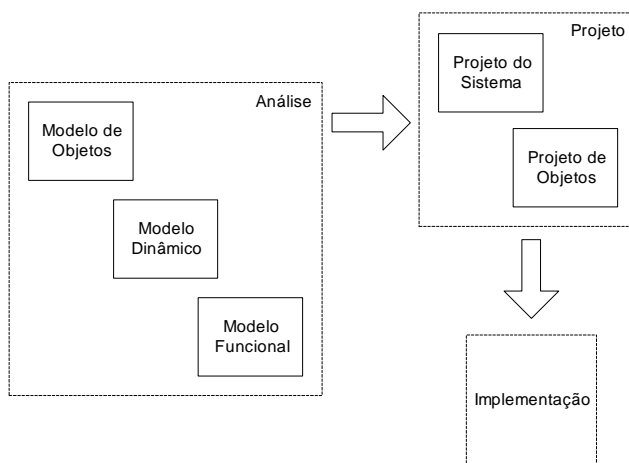 Análise
Modelo de
Objetos
Modelo
Dinâmico
Modelo
Funcional
Projeto
Projeto do
Sistema
Projeto de
Objetos
Implementação